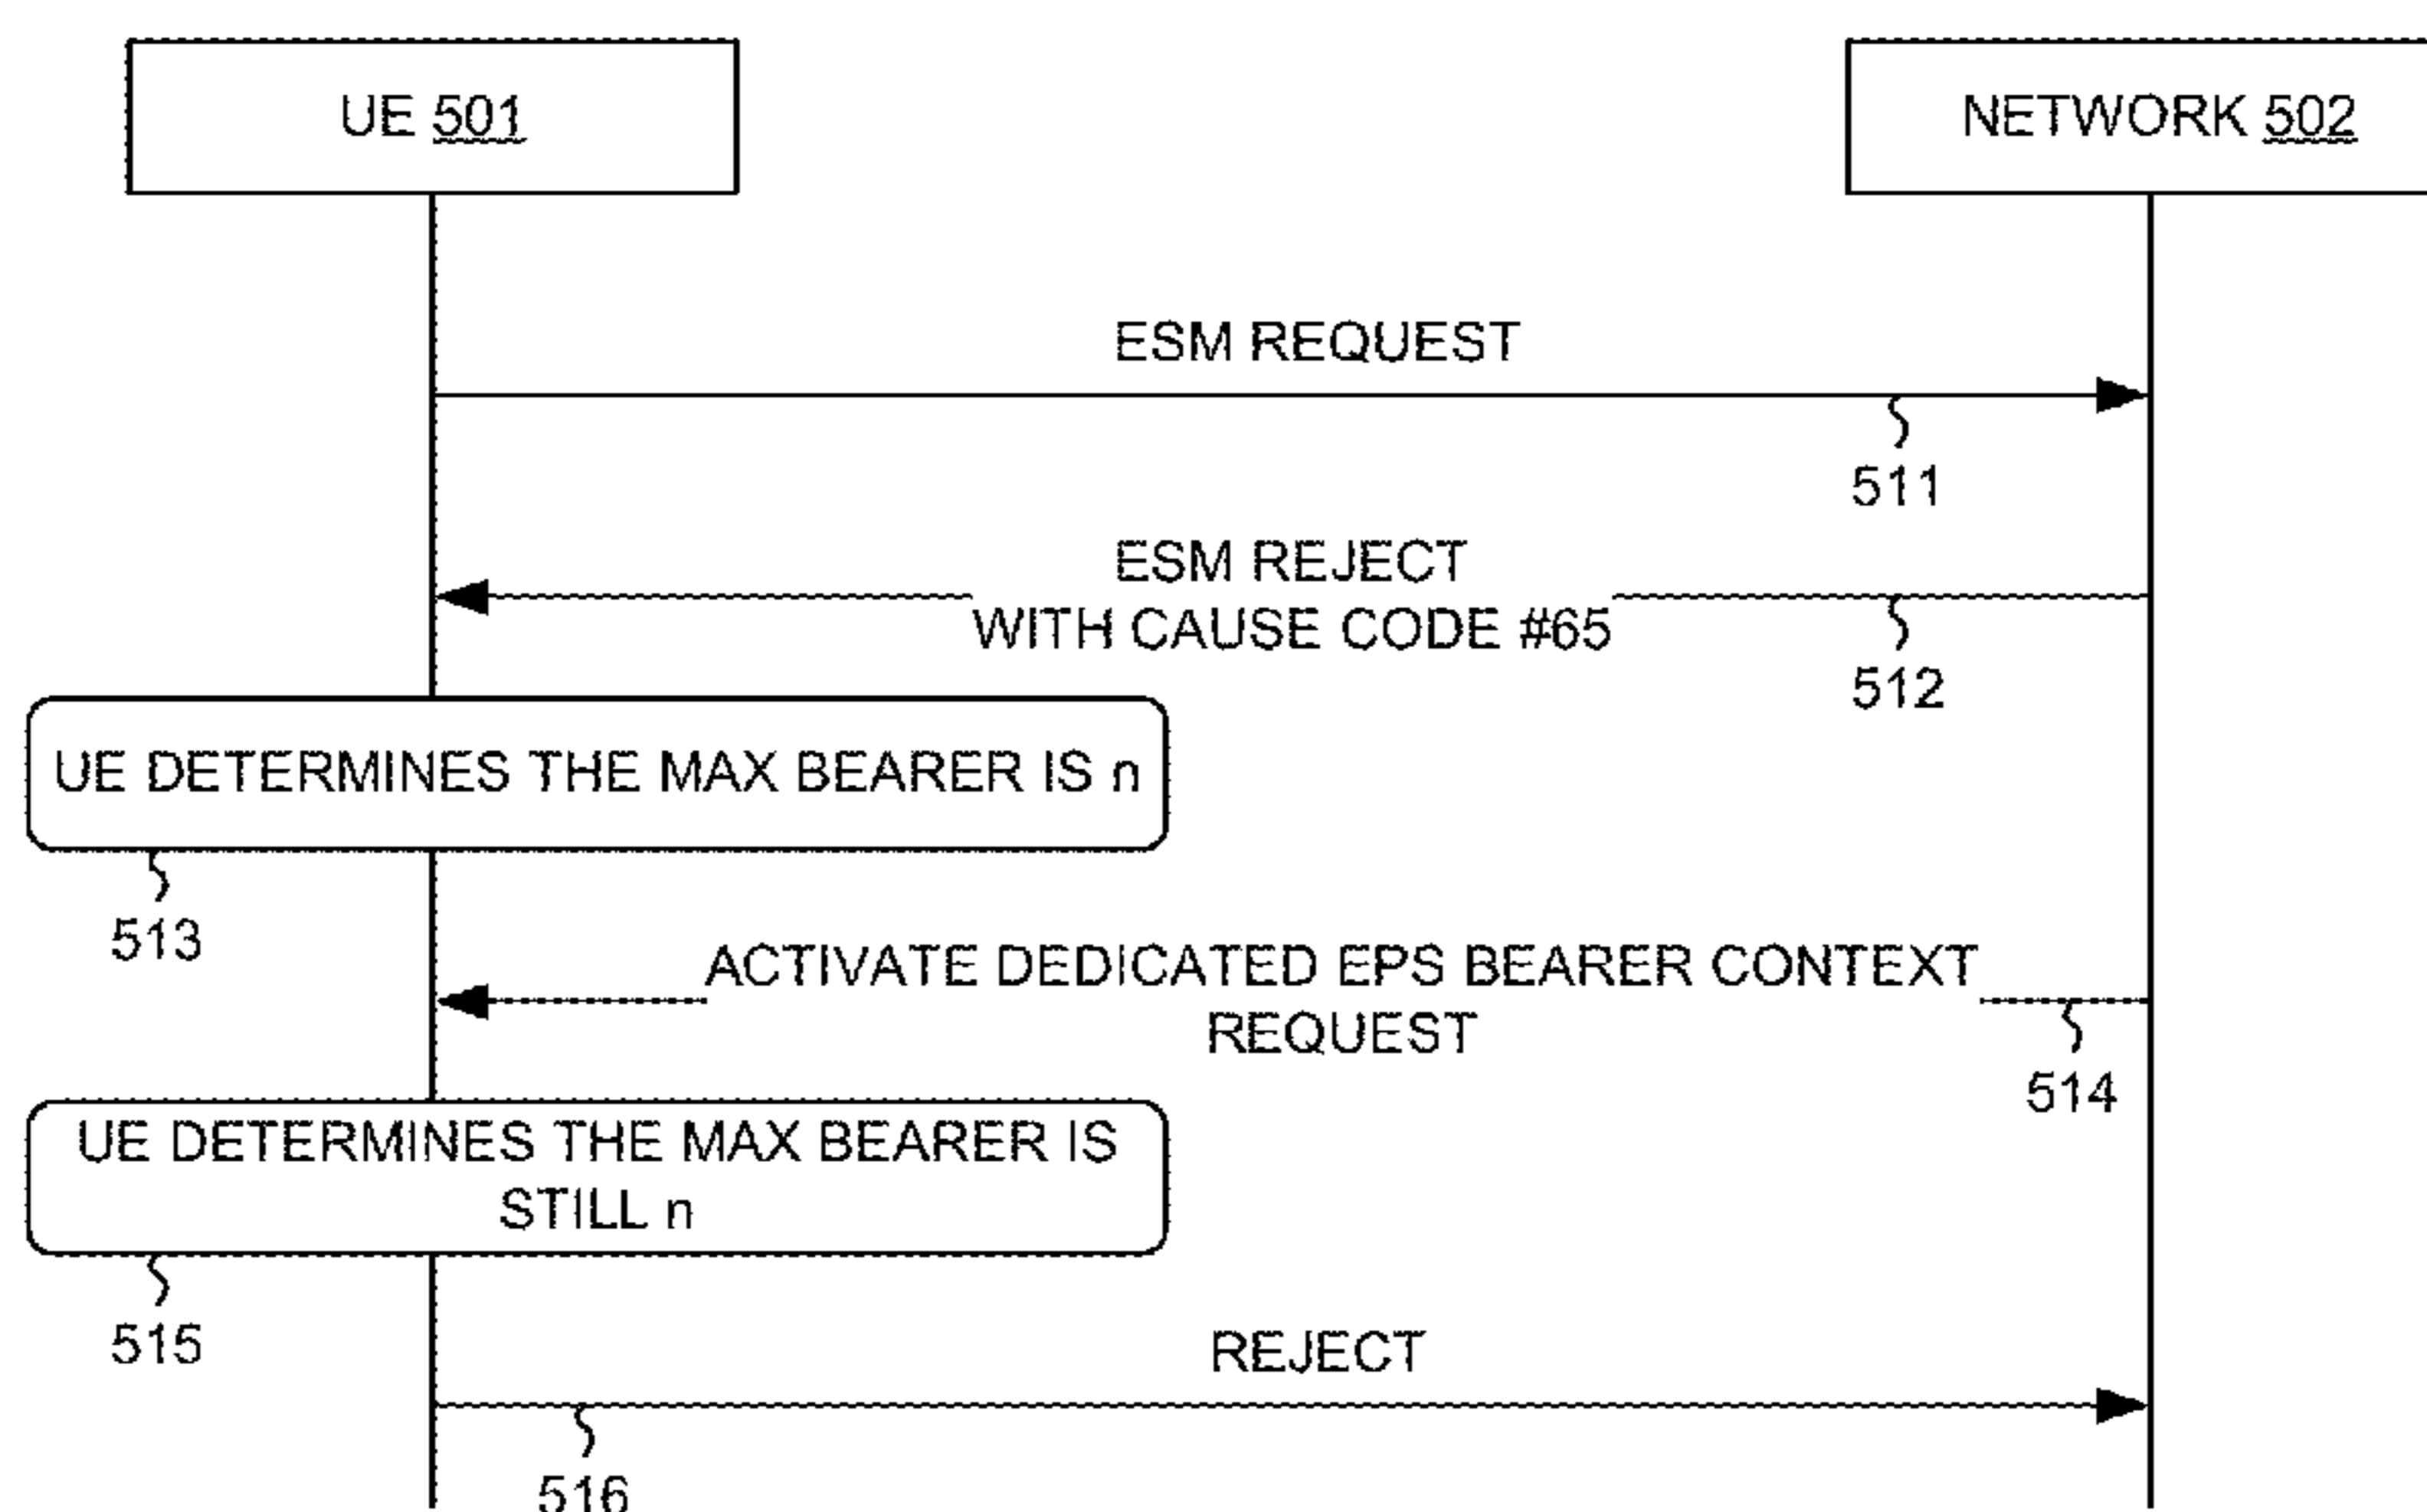 UE 501
NETWORK 502
ESM REQUEST
511
ESM REJECT
WITH CAUSE CODE #65
512
UE DETERMINES THE MAX BEARER IS n
513
ACTIVATE DEDICATED EPS BEARER CONTEXT
REQUEST
514
UE DETERMINES THE MAX BEARER IS
STILL n
515
REJECT
516